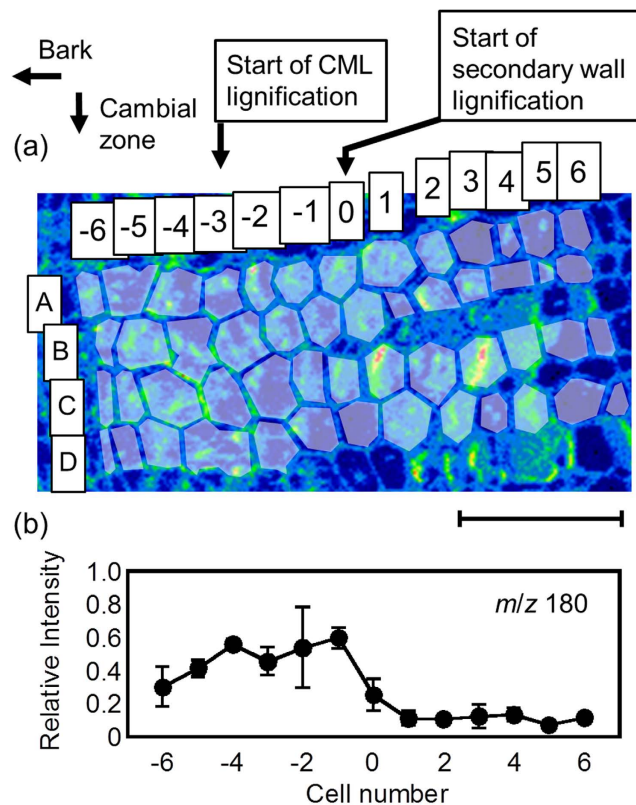 Bark
Cambial
zone
Start of CML
lignification
Start of
secondary wall
lignification
(a)
-6 -5 -4 -3 -2 -1 0 1 2 3 4 5 6
A
B
C
D
(b)
m/z 180
Relative Intensity
1.0
0.8
0.6
0.4
0.2
0
-6 -4 -2 0 2 4 6
Cell number